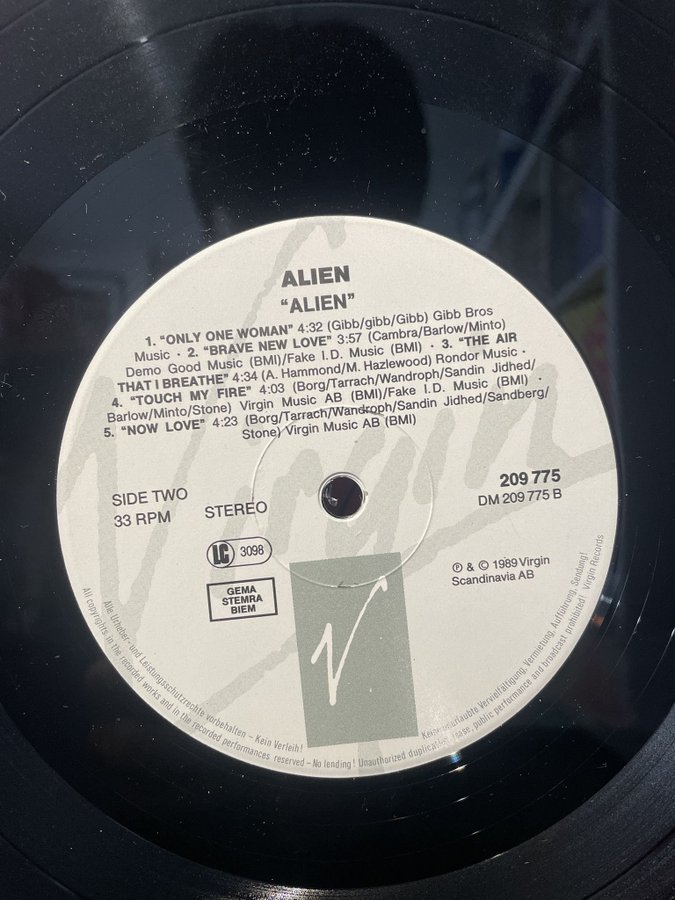 ALIEN
"ALIEN"
1. "ONLY ONE WOMAN" 4:32 (Gibb/gibb/Gibb) Gibb Bros
Music · 2. "BRAVE NEW LOVE" 3:57 (Cambra/Barlow/Minto)
Demo Good Music (BMI)/Fake I.D. Music (BMI) · 3. "THE AIR
THAT I BREATHE" 4:34 (A. Hammond/M. Hazlewood) Rondor Music ·
4. "TOUCH MY FIRE" 4:03 (Borg/Tarrach/Wandroph/Sandin Jidhed/
Barlow/Minto/Stone) Virgin Music AB (BMI)/Fake I.D. Music (BMI) ·
5. "NOW LOVE" 4:23 (Borg/Tarrach/Wandroph/Sandin Jidhed/Sandberg/
Stone) Virgin Music AB (BMI)
Virgin
SIDE TWO
33 RPM
STEREO
209 775
DM 209 775 B
LC 3098
GEMA
STEMRA
BIEM
℗ & © 1989 Virgin
Scandinavia AB
V
Alle Urheber- und Leistungsschutzrechte vorbehalten – Kein Verleih! Keine unerlaubte Vervielfältigung, Vermietung, Aufführung, Sendung!
All copyrights in the recorded works and in the recorded performances reserved – No lending! Unauthorized duplication, lease, public performance and broadcast prohibited! Virgin Records